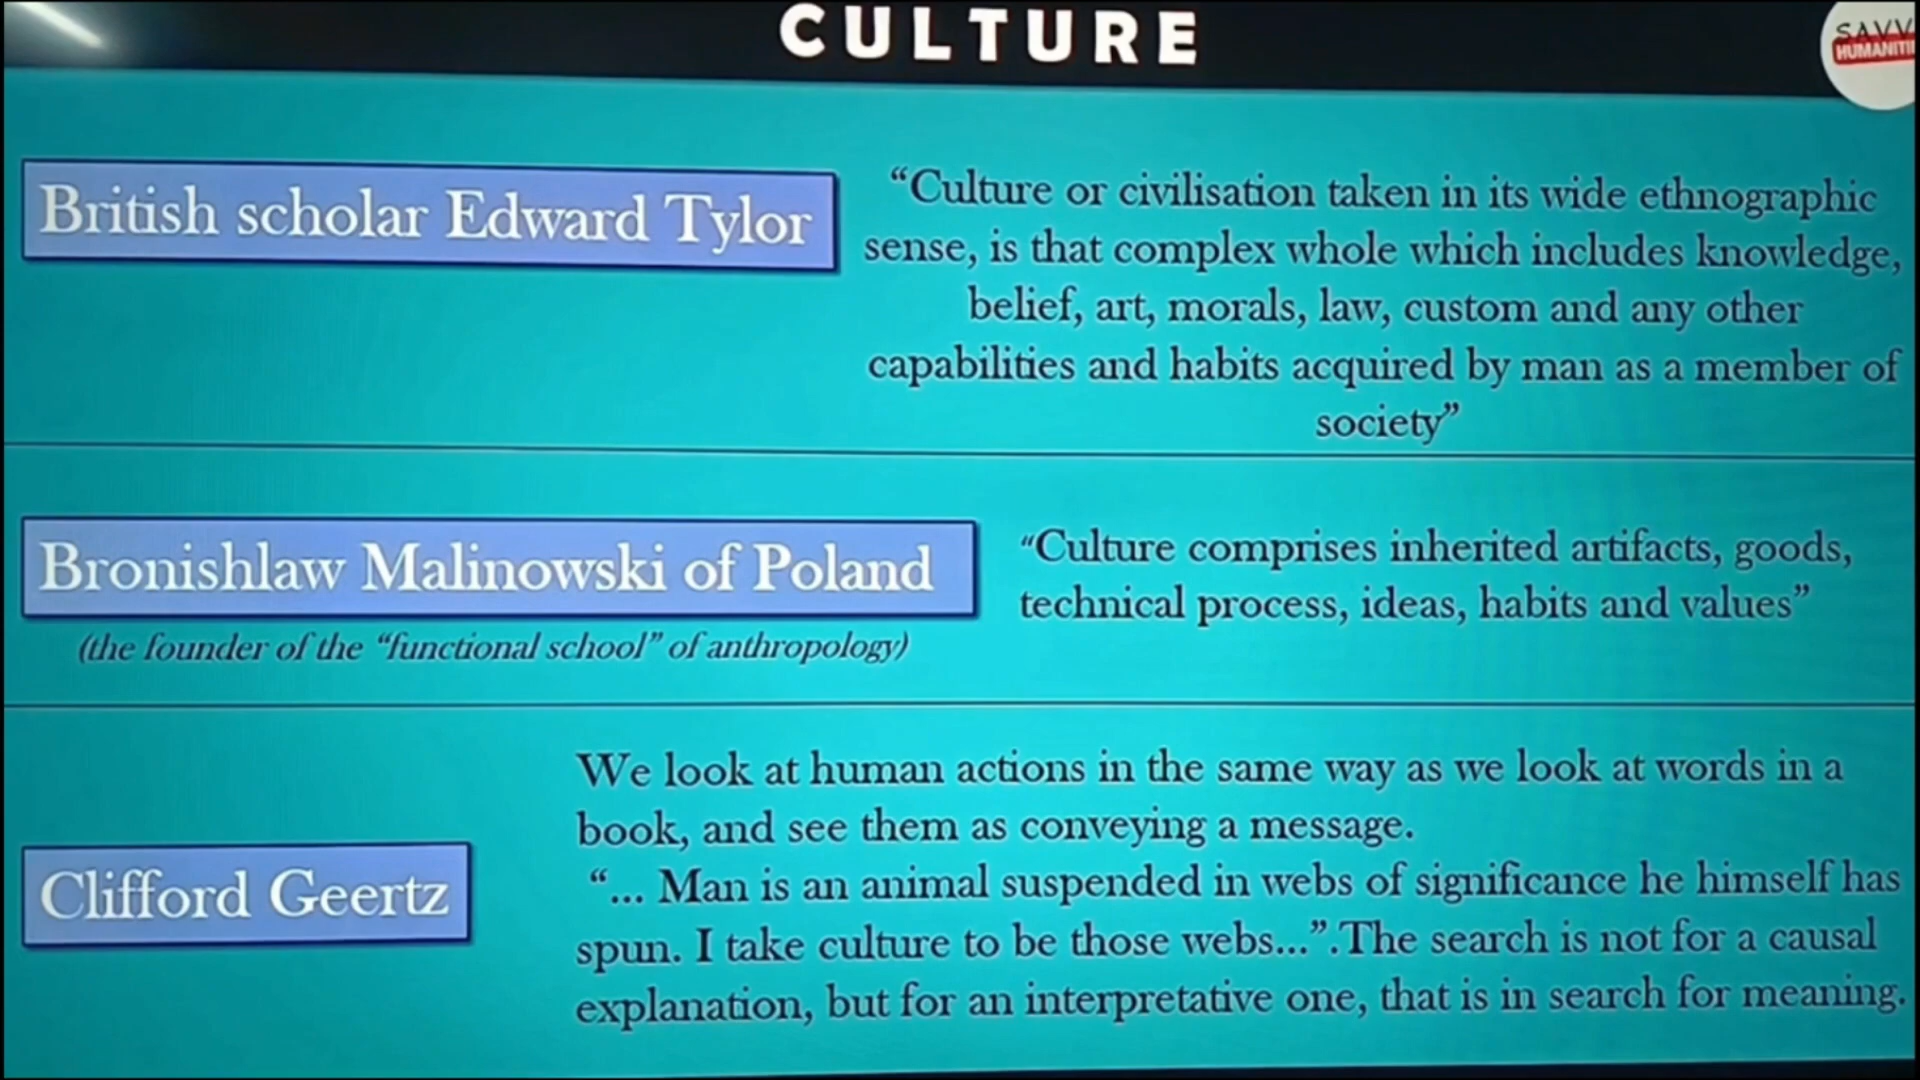 CULTURE
SAVV
HUMANITI
British scholar Edward Tylor
“Culture or civilisation taken in its wide ethnographic
sense, is that complex whole which includes knowledge,
belief, art, morals, law, custom and any other
capabilities and habits acquired by man as a member of
society”
Bronishlaw Malinowski of Poland
(the founder of the “functional school” of anthropology)
“Culture comprises inherited artifacts, goods,
technical process, ideas, habits and values”
Clifford Geertz
We look at human actions in the same way as we look at words in a
book, and see them as conveying a message.
“... Man is an animal suspended in webs of significance he himself has
spun. I take culture to be those webs...”.The search is not for a causal
explanation, but for an interpretative one, that is in search for meaning.